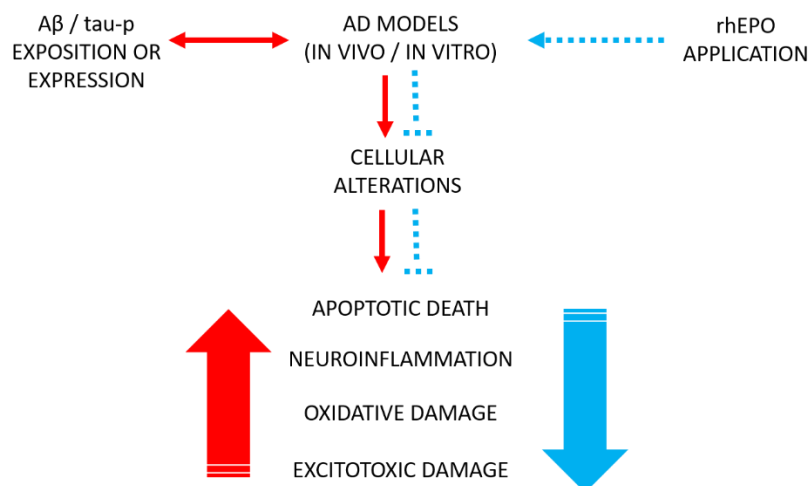 Aβ / tau-p
EXPOSITION OR
EXPRESSION
AD MODELS
(IN VIVO / IN VITRO)
rhEPO
APPLICATION
CELLULAR
ALTERATIONS
APOPTOTIC DEATH
NEUROINFLAMMATION
OXIDATIVE DAMAGE
EXCITOTOXIC DAMAGE